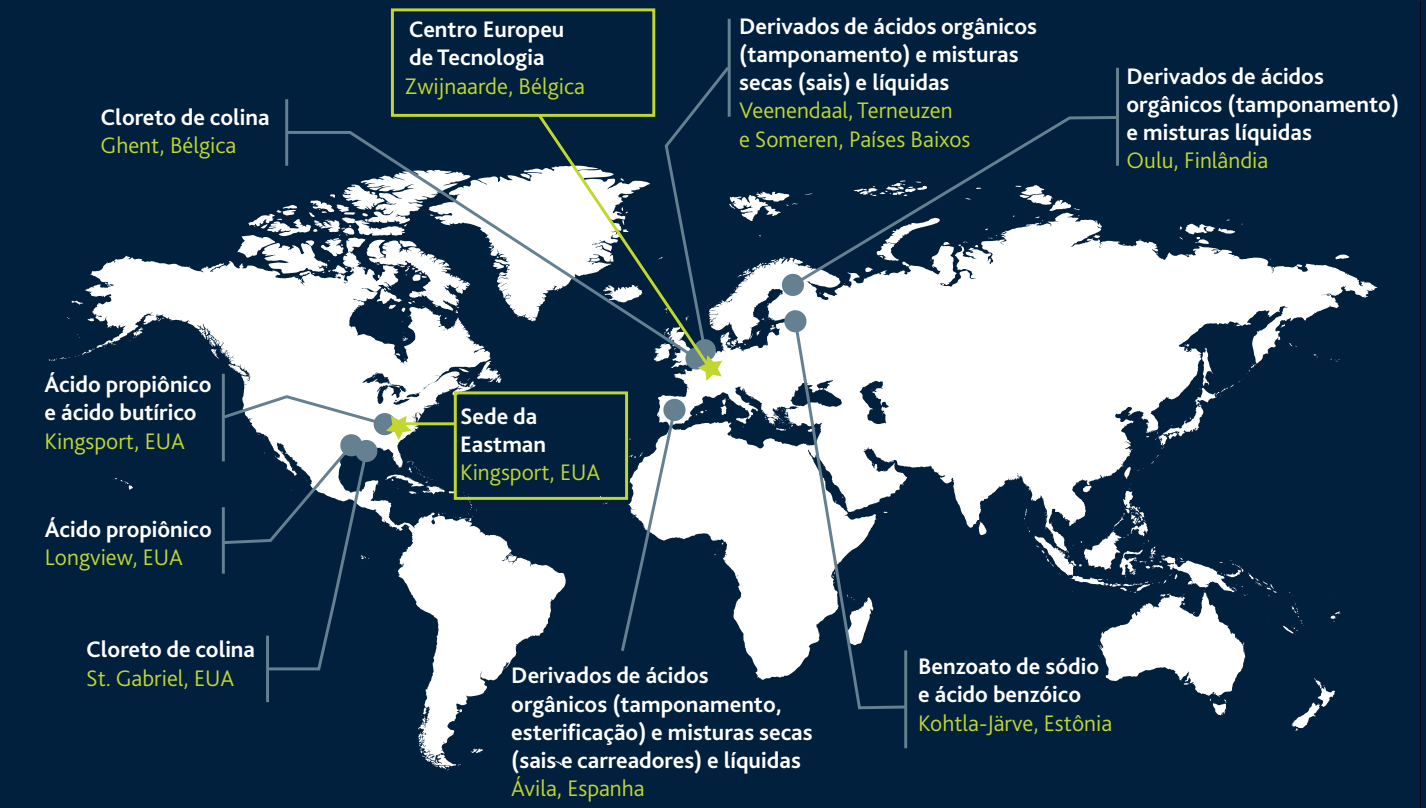 Centro Europeu
de Tecnologia
Zwijnaarde, Bélgica
Derivados de ácidos orgânicos
(tamponamento) e misturas
secas (sais) e líquidas
Veenendaal, Terneuzen
e Someren, Países Baixos
Derivados de ácidos
orgânicos (tamponamento)
e misturas líquidas
Oulu, Finlândia
Cloreto de colina
Ghent, Bélgica
Ácido propiônico
e ácido butírico
Kingsport, EUA
Sede da
Eastman
Kingsport, EUA
Ácido propiônico
Longview, EUA
Cloreto de colina
St. Gabriel, EUA
Derivados de ácidos
orgânicos (tamponamento,
esterificação) e misturas secas
(sais e carreadores) e líquidas
Ávila, Espanha
Benzoato de sódio
e ácido benzóico
Kohtla-Järve, Estônia